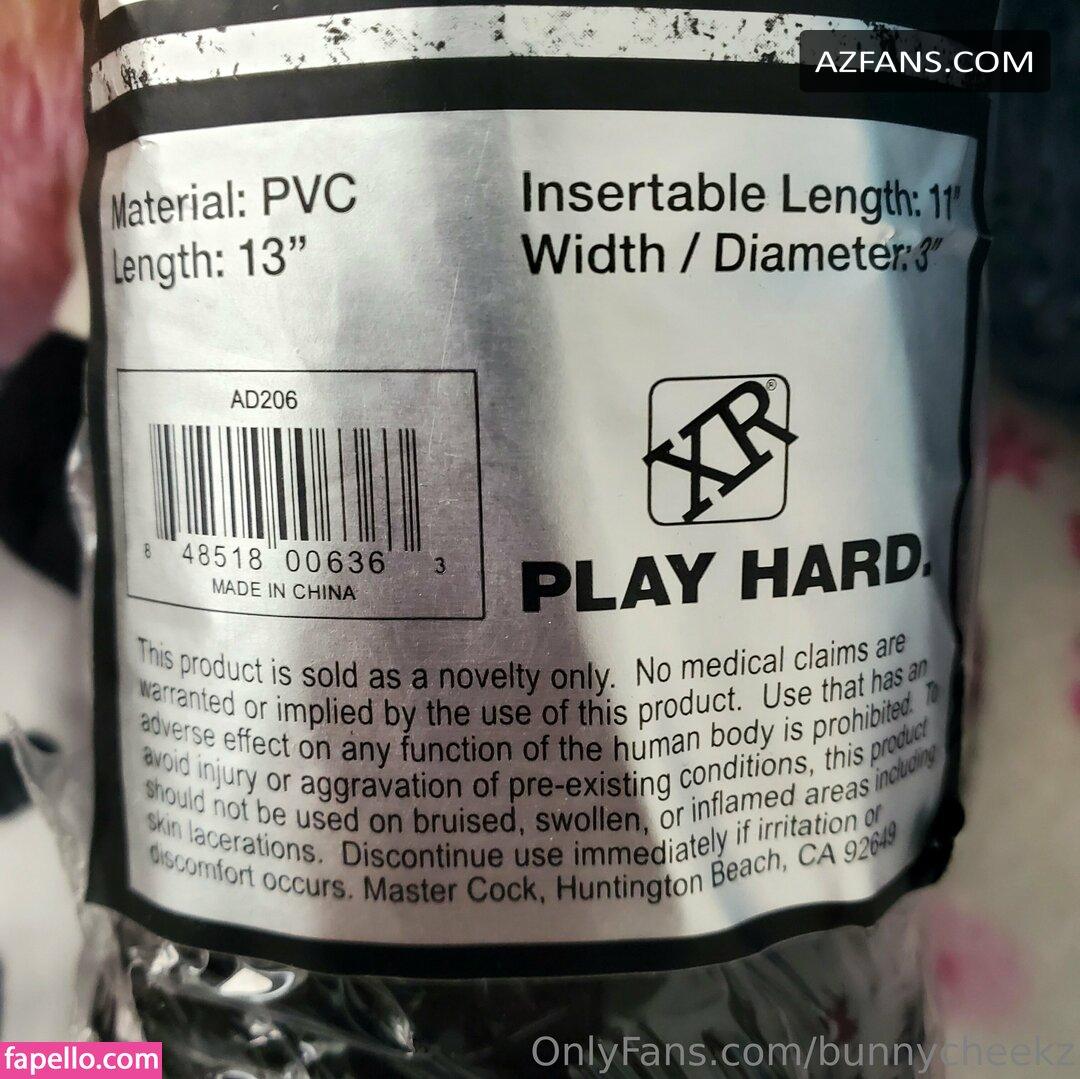 AZFANS.COM
Material: PVC
Length: 13”
Insertable Length: 11”
Width / Diameter: 3”
AD206
8 48518 00636 3
MADE IN CHINA
XR®
PLAY HARD.
This product is sold as a novelty only. No medical claims are
warranted or implied by the use of this product. Use that has an
adverse effect on any function of the human body is prohibited. To
avoid injury or aggravation of pre-existing conditions, this product
should not be used on bruised, swollen, or inflamed areas including
skin lacerations. Discontinue use immediately if irritation or
discomfort occurs. Master Cock, Huntington Beach, CA 92649
fapello.com
OnlyFans.com/bunnycheekz